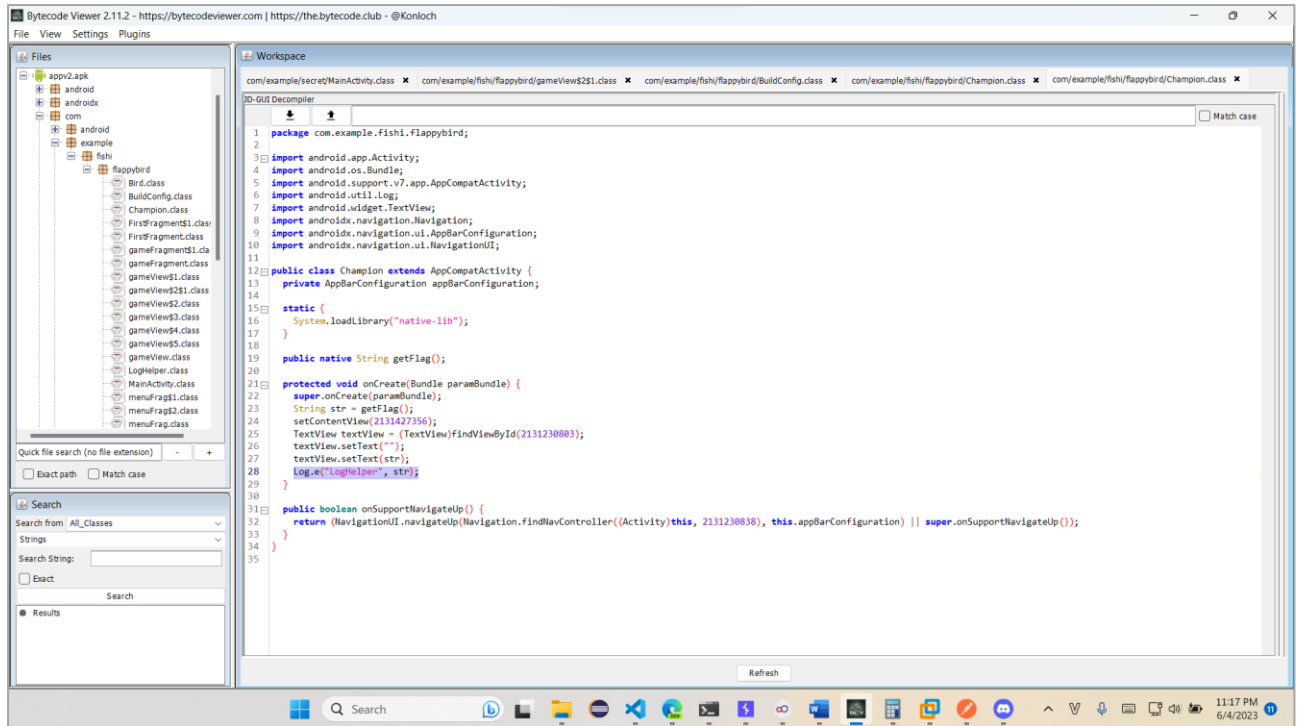 Bytecode Viewer 2.11.2 - https://bytecodeviewer.com | https://the.bytecode.club - @Konloch
File View Settings Plugins
Files
appv2.apk
android
androidx
com
android
example
fishi
flappybird
Bird.class
BuildConfig.class
Champion.class
FirstFragment$1.clas
FirstFragment.class
gameFragment$1.cla
gameFragment.class
gameView$1.class
gameView$2$1.class
gameView$2.class
gameView$3.class
gameView$4.class
gameView$5.class
gameView.class
LogHelper.class
MainActivity.class
menuFrag$1.class
menuFrag$2.class
menuFrag.class
Quick file search (no file extension) - +
Exact path Match case
Search
Search from All_Classes
Strings
Search String:
Exact
Search
Results
Workspace
com/example/secret/MainActivity.class com/example/fishi/flappybird/gameView$2$1.class com/example/fishi/flappybird/BuildConfig.class com/example/fishi/flappybird/Champion.class com/example/fishi/flappybird/Champion.class
JD-GUI Decompiler
Match case
1 package com.example.fishi.flappybird;
2
3 import android.app.Activity;
4 import android.os.Bundle;
5 import android.support.v7.app.AppCompatActivity;
6 import android.util.Log;
7 import android.widget.TextView;
8 import androidx.navigation.Navigation;
9 import androidx.navigation.ui.AppBarConfiguration;
10 import androidx.navigation.ui.NavigationUI;
11
12 public class Champion extends AppCompatActivity {
13 private AppBarConfiguration appBarConfiguration;
14
15 static {
16 System.loadLibrary("native-lib");
17 }
18
19 public native String getFlag();
20
21 protected void onCreate(Bundle paramBundle) {
22 super.onCreate(paramBundle);
23 String str = getFlag();
24 setContentView(2131427356);
25 TextView textView = (TextView)findViewById(2131230803);
26 textView.setText("");
27 textView.setText(str);
28 Log.e("LogHelper", str);
29 }
30
31 public boolean onSupportNavigateUp() {
32 return (NavigationUI.navigateUp(Navigation.findNavController((Activity)this, 2131230838), this.appBarConfiguration) || super.onSupportNavigateUp());
33 }
34 }
35
Refresh
Search
11:17 PM
6/4/2023
11